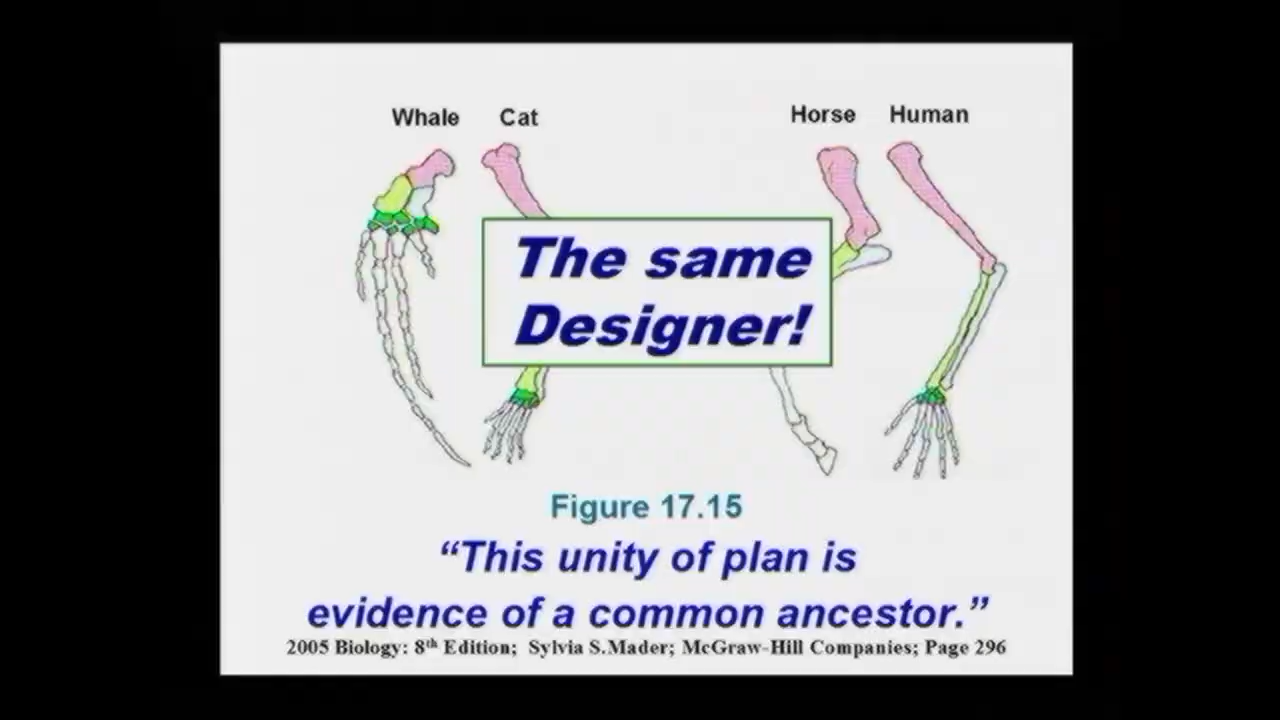 Whale Cat Horse Human
The same
Designer!
Figure 17.15
“This unity of plan is
evidence of a common ancestor.”
2005 Biology: 8th Edition; Sylvia S.Mader; McGraw-Hill Companies; Page 296